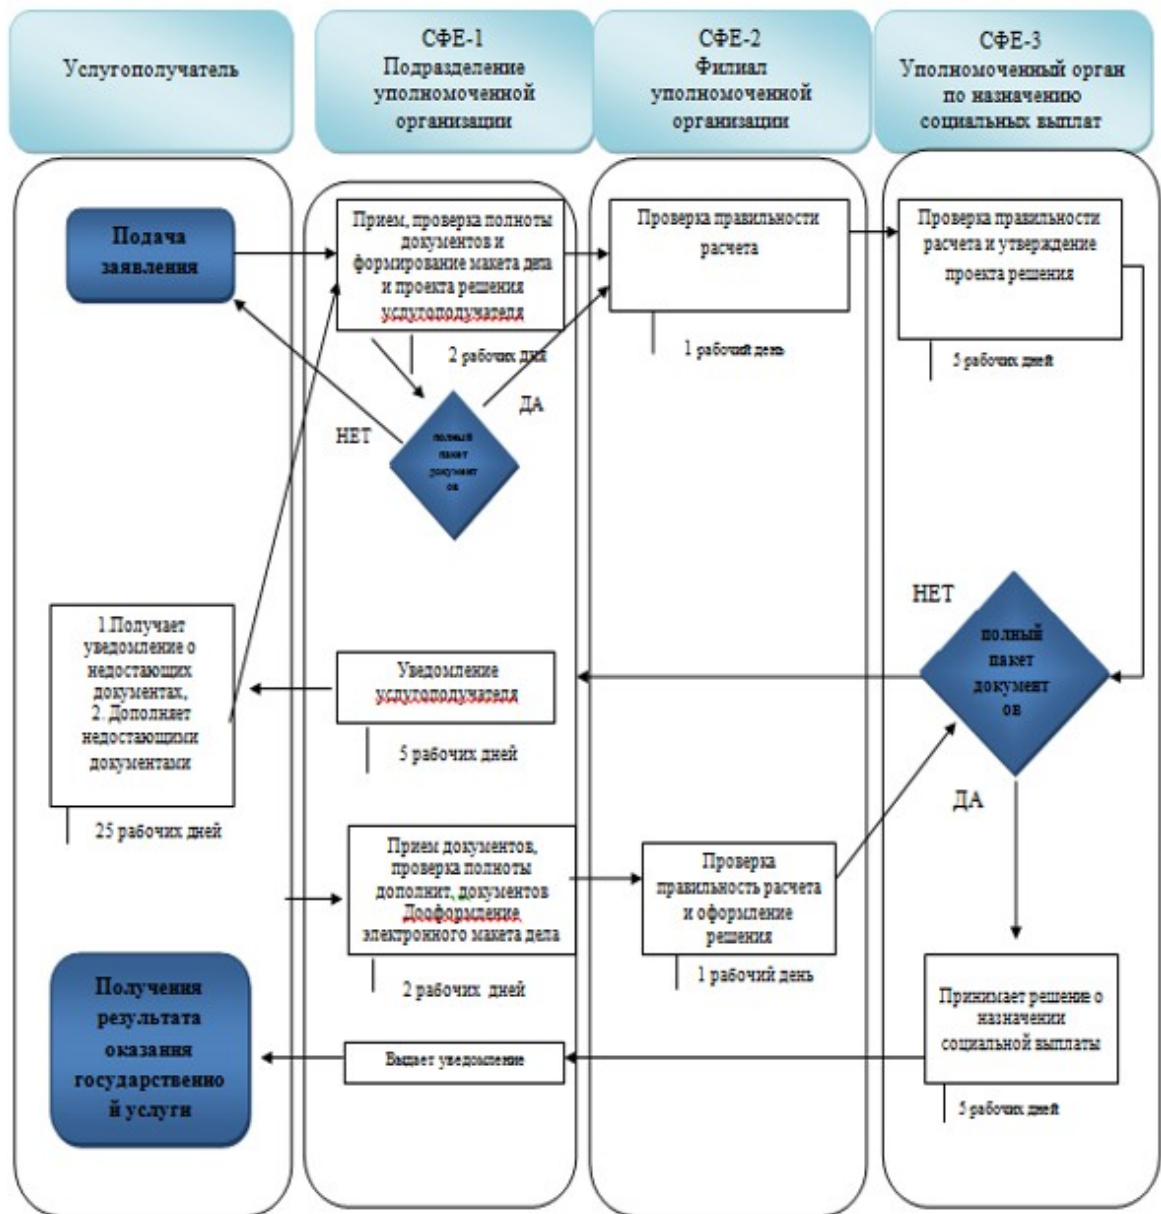 Услугополучатель
СФЕ-1
Подразделение
уполномоченной
организации
СФЕ-2
Филиал
уполномоченной
организации
СФЕ-3
Уполномоченный орган
по назначению
социальных выплат
Подача
заявления
Прием, проверка полноты
документов и
формирование макета дела
и проекта решения
услугополучателя
2 рабочих дня
Проверка правильности
расчета
1 рабочий день
Проверка правильности
расчета и утверждение
проекта решения
5 рабочих дней
НЕТ
ДА
полный
пакет
документ
ов
1.Получает
уведомление о
недостающих
документах,
2. Дополняет
недостающими
документами
25 рабочих дней
Уведомление
услугополучателя
5 рабочих дней
НЕТ
полный
пакет
документ
ов
ДА
Прием документов,
проверка полноты
дополнит, документов
Дооформление
электронного макета дела
2 рабочих дней
Проверка
правильность расчета
и оформление
решения
1 рабочий день
Принимает решение о
назначении
социальной выплаты
5 рабочих дней
Выдает уведомление
Получения
результата
оказания
государственно
й услуги